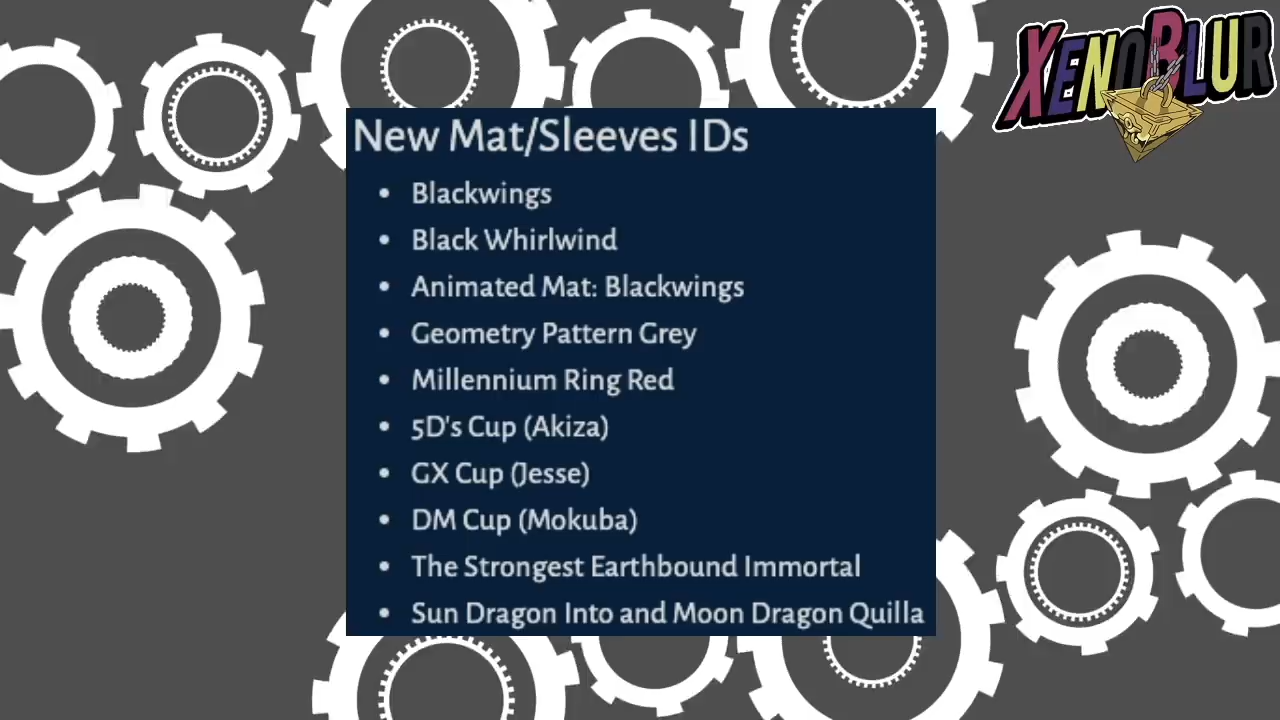 XENOBLUR
New Mat/Sleeves IDs
• Blackwings
• Black Whirlwind
• Animated Mat: Blackwings
• Geometry Pattern Grey
• Millennium Ring Red
• 5D's Cup (Akiza)
• GX Cup (Jesse)
• DM Cup (Mokuba)
• The Strongest Earthbound Immortal
• Sun Dragon Into and Moon Dragon Quilla